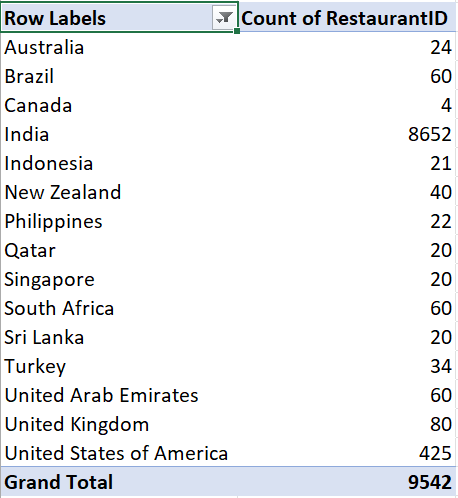 Row Labels Count of RestaurantID
Australia 24
Brazil 60
Canada 4
India 8652
Indonesia 21
New Zealand 40
Philippines 22
Qatar 20
Singapore 20
South Africa 60
Sri Lanka 20
Turkey 34
United Arab Emirates 60
United Kingdom 80
United States of America 425
Grand Total 9542